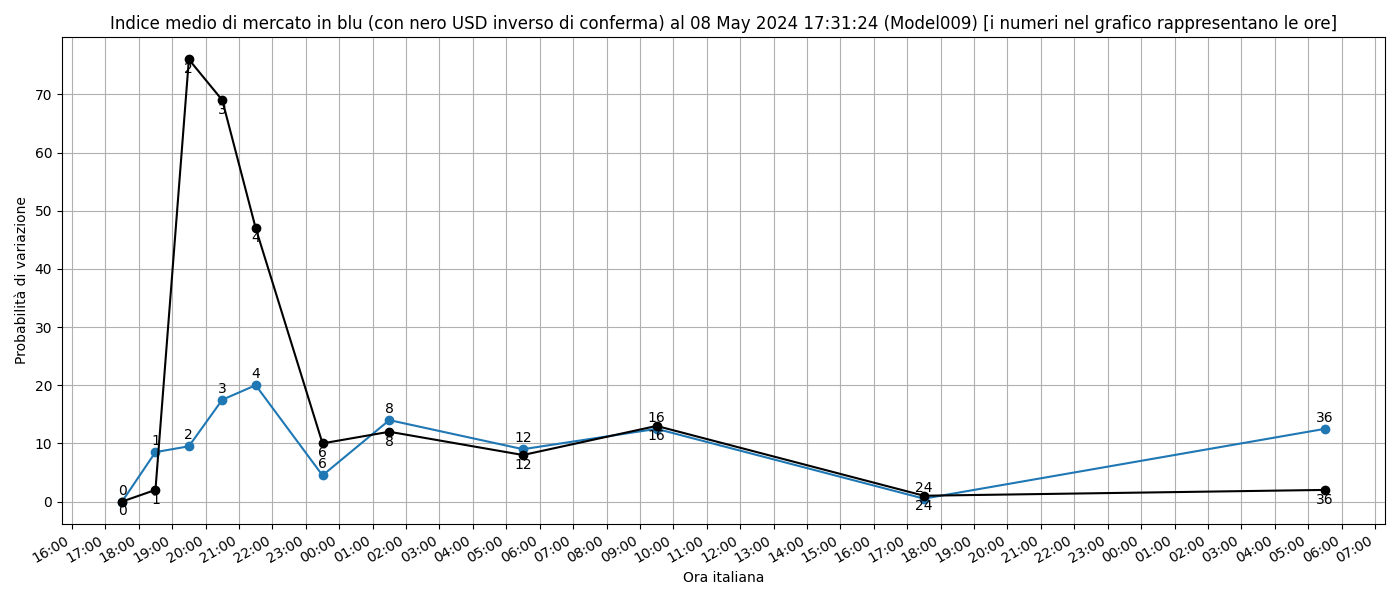 Indice medio di mercato in blu (con nero USD inverso di conferma) al 08 May 2024 17:31:24 (Model009) [i numeri nel grafico rappresentano le ore]
Probabilità di variazione
70
60
50
40
30
20
10
0
0 1 2 3 4 6 8 12 16 24 36
0 1 2 3 4 6 8 12 16 24 36
16:00 17:00 18:00 19:00 20:00 21:00 22:00 23:00 00:00 01:00 02:00 03:00 04:00 05:00 06:00 07:00 08:00 09:00 10:00 11:00 12:00 13:00 14:00 15:00 16:00 17:00 18:00 19:00 20:00 21:00 22:00 23:00 00:00 01:00 02:00 03:00 04:00 05:00 06:00 07:00
Ora italiana